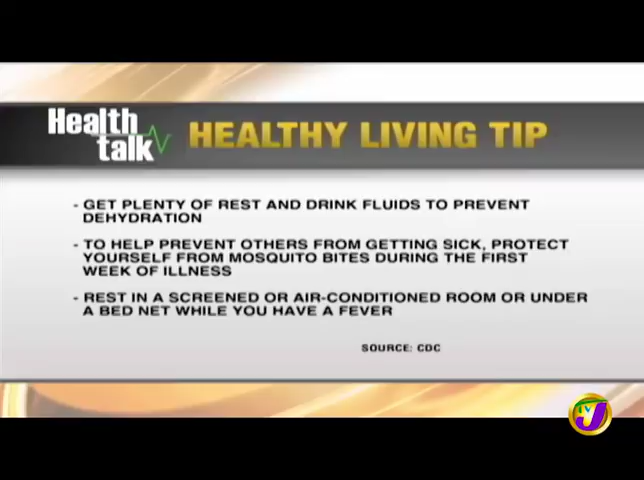 Health
talk
HEALTHY LIVING TIP
- GET PLENTY OF REST AND DRINK FLUIDS TO PREVENT
DEHYDRATION
- TO HELP PREVENT OTHERS FROM GETTING SICK, PROTECT
YOURSELF FROM MOSQUITO BITES DURING THE FIRST
WEEK OF ILLNESS
- REST IN A SCREENED OR AIR-CONDITIONED ROOM OR UNDER
A BED NET WHILE YOU HAVE A FEVER
SOURCE: CDC
TVJ